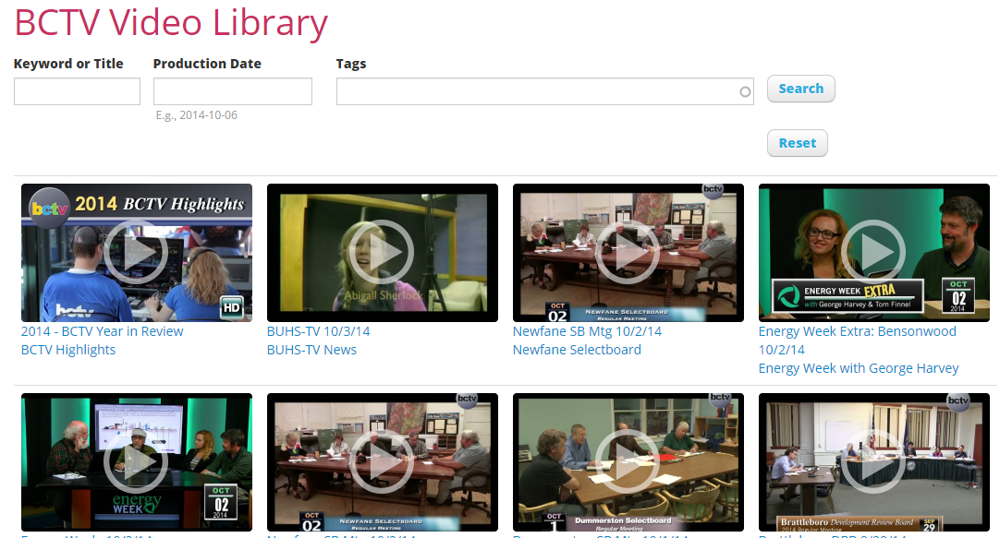 BCTV Video Library
Keyword or Title
Production Date
Tags
E.g., 2014-10-06
Search
Reset
bctv
2014 BCTV Highlights
bctv
HD
Abigail Sherlock
bctv
OCT
02
NEWFANE SELECTBOARD
REGULAR MEETING
ENERGY WEEK EXTRA
with George Harvey & Tom Finnel
OCT
02
2014
2014 - BCTV Year in Review
BCTV Highlights
BUHS-TV 10/3/14
BUHS-TV News
Newfane SB Mtg 10/2/14
Newfane Selectboard
Energy Week Extra: Bensonwood
10/2/14
Energy Week with George Harvey
energy
WEEK
OCT
02
2014
bctv
OCT
02
NEWFANE SELECTBOARD
REGULAR MEETING
bctv
OCT
1
Dummerston Selectboard
Regular Meeting
bctv
Brattleboro Development Review Board
2014 Regular Meeting
SEP
29